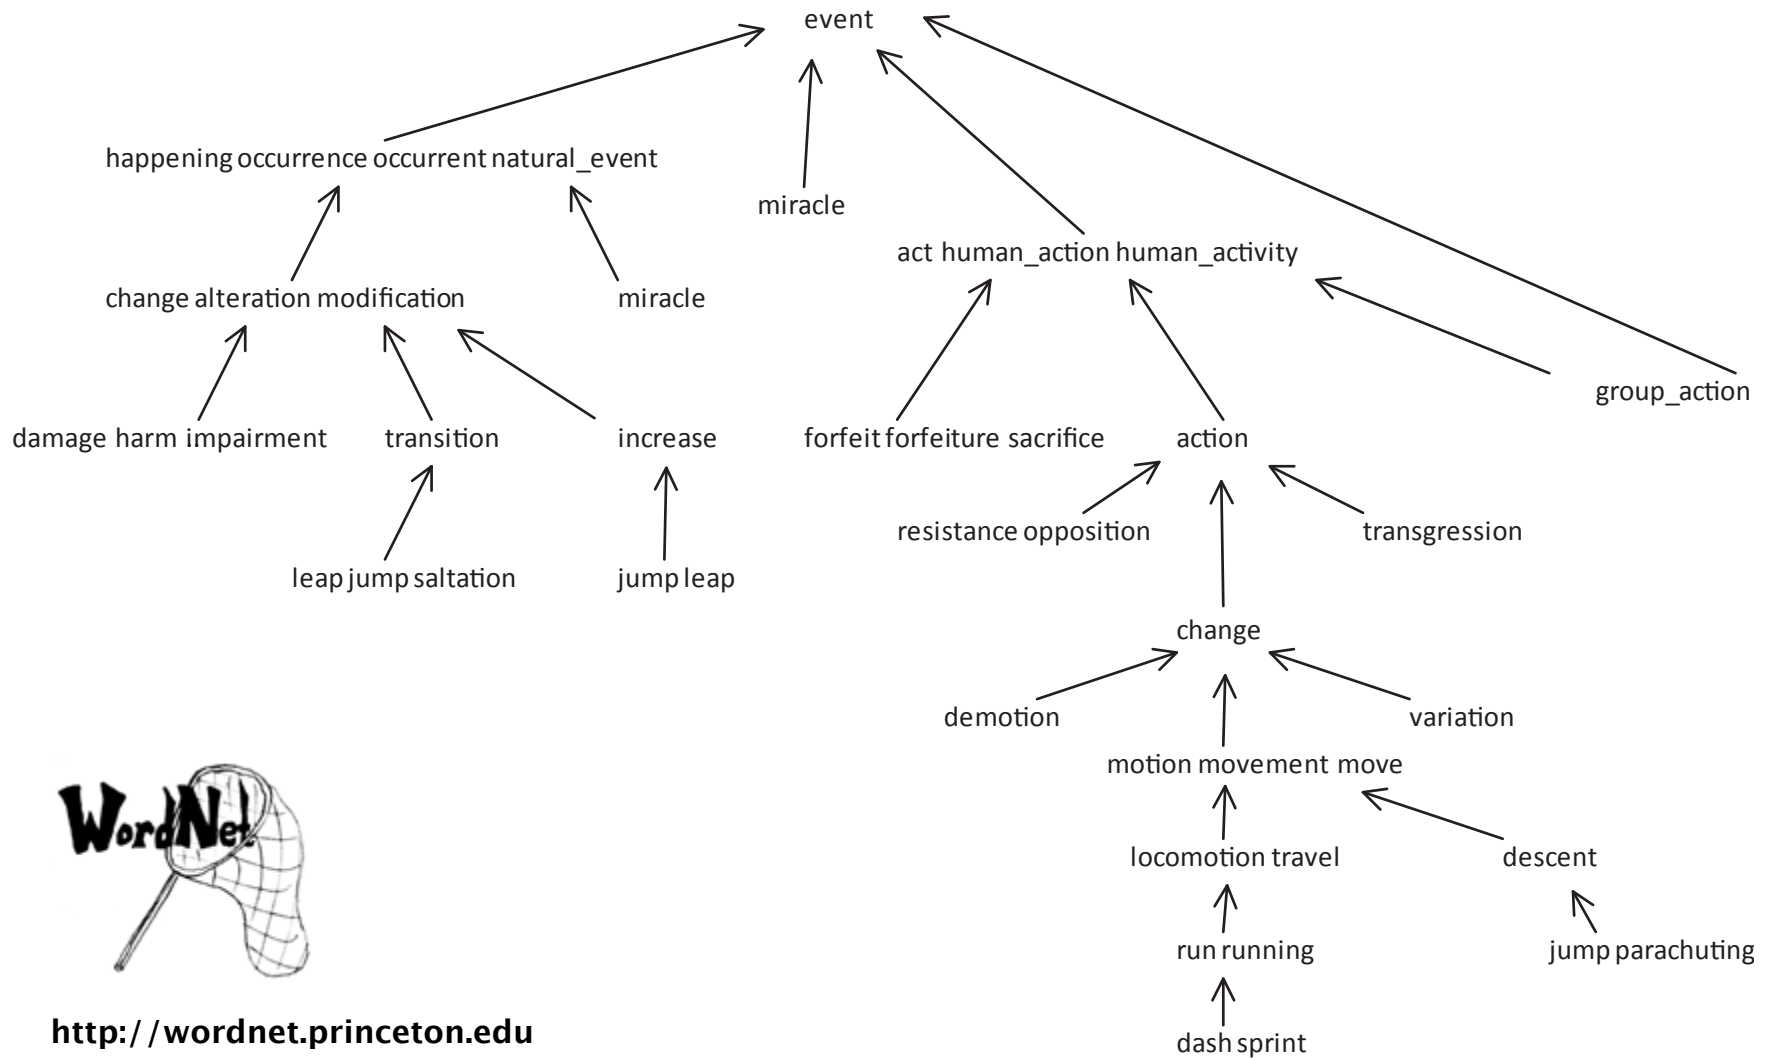 event
happening occurrence occurrent natural_event
miracle
act human_action human_activity
change alteration modification
miracle
group_action
damage harm impairment
transition
increase
forfeit forfeiture sacrifice
action
resistance opposition
transgression
leap jump saltation
jump leap
change
demotion
variation
motion movement move
WordNet
locomotion travel
descent
run running
jump parachuting
http://wordnet.princeton.edu
dash sprint